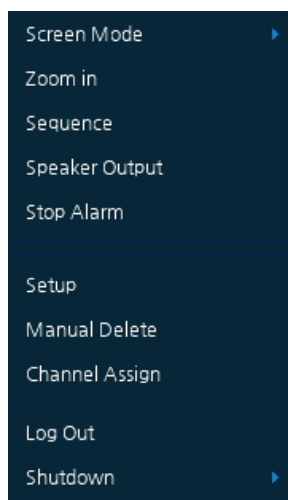 Screen Mode
Zoom in
Sequence
Speaker Output
Stop Alarm
Setup
Manual Delete
Channel Assign
Log Out
Shutdown